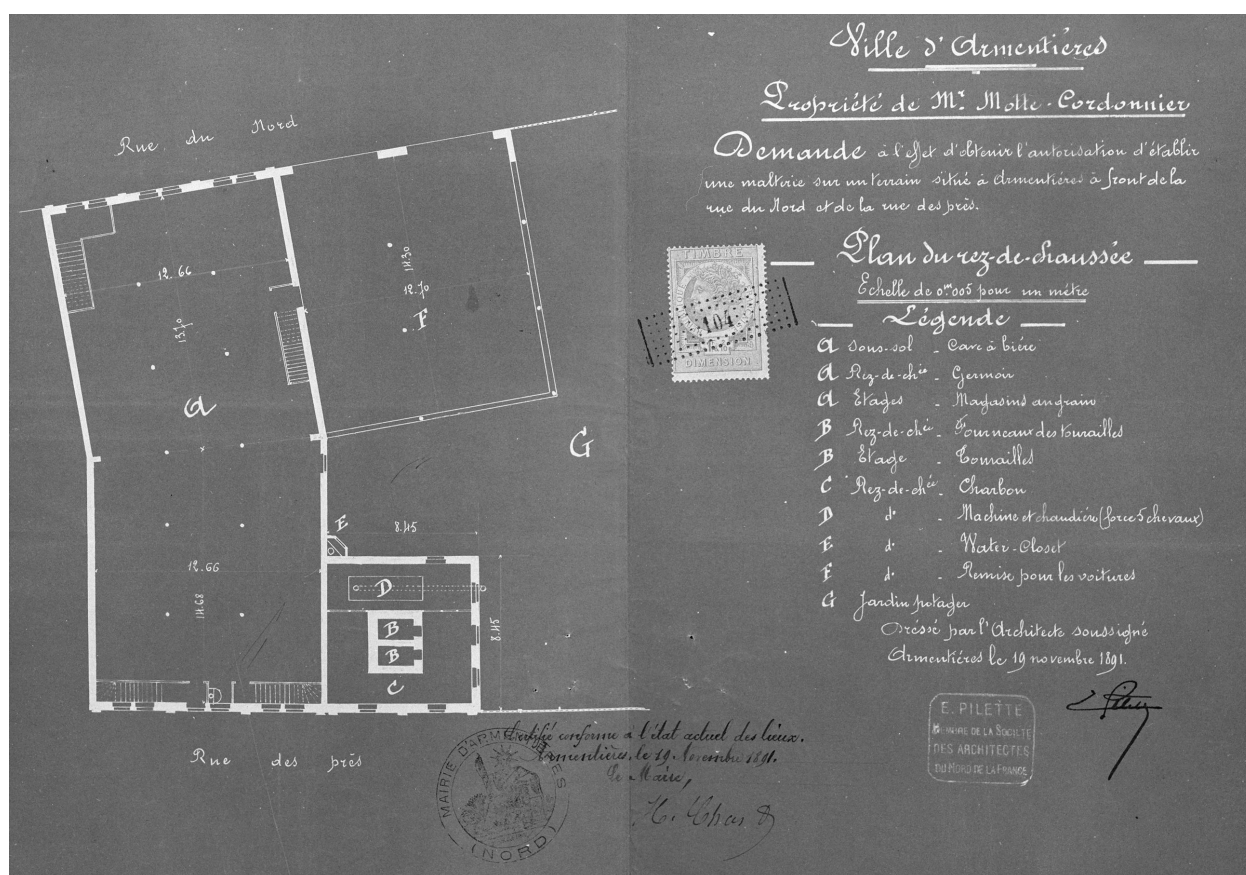 Ville d'Armentières
Propriété de Mr. Motte-Cordonnier
Demande à l'effet d'obtenir l'autorisation d'établir
une malterie sur un terrain situé à Armentières à front de la
rue du Nord et de la rue des près.
Plan du rez-de-chaussée
Echelle de 0m005 pour un mètre
Légende
A Sous-sol - Cave à bière
A Rez-de-chée - Germoir
A Etages - Magasins au grain
B Rez-de-chée - Fourneaux des tourailles
B Etage - Tourailles
C Rez-de-chée - Charbon
D do - Machine et chaudière (force 5 chevaux)
E do - Water-Closet
F do - Remise pour les voitures
G Jardin potager
Dressé par l'Architecte soussigné
Armentières le 19 novembre 1891.
E. PILETTE
MEMBRE DE LA SOCIETE
DES ARCHITECTES
DU NORD DE LA FRANCE
TIMBRE
104
DIMENSION
Rue du Nord
12.66
13.70
A
14.30
12.70
F
G
E
8.45
12.66
14.68
D
B
B
C
8.45
Rue des près
Certifié conforme à l'état actuel des lieux.
Armentières, le 19 Novembre 1891.
Le Maire,
MAIRIE D'ARMENTIÈRES
(NORD)